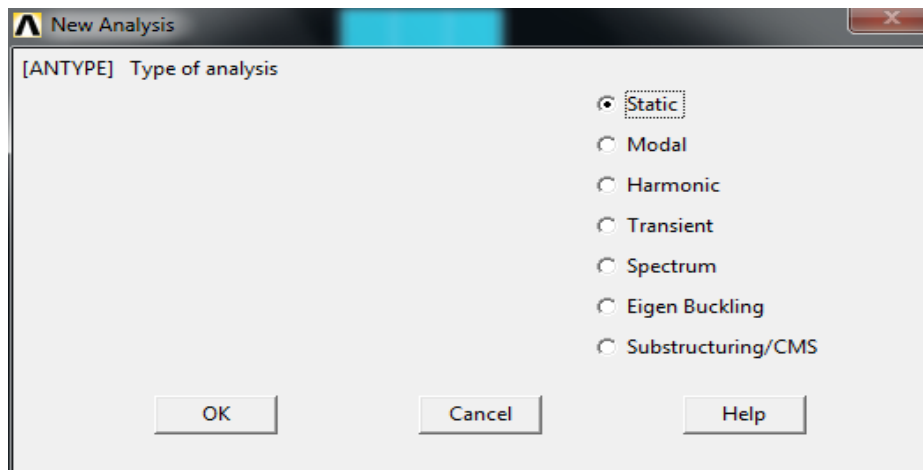 New Analysis
[ANTYPE] Type of analysis
Static
Modal
Harmonic
Transient
Spectrum
Eigen Buckling
Substructuring/CMS
OK Cancel Help